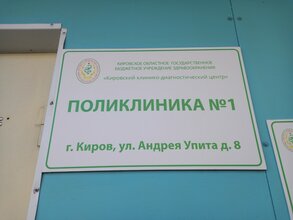 КИРОВСКОЕ ОБЛАСТНОЕ ГОСУДАРСТВЕННОЕ
БЮДЖЕТНОЕ УЧРЕЖДЕНИЕ ЗДРАВООХРАНЕНИЯ
«Кировский клинико-диагностический центр»
ПОЛИКЛИНИКА №1
г. Киров, ул. Андрея Упита д. 8